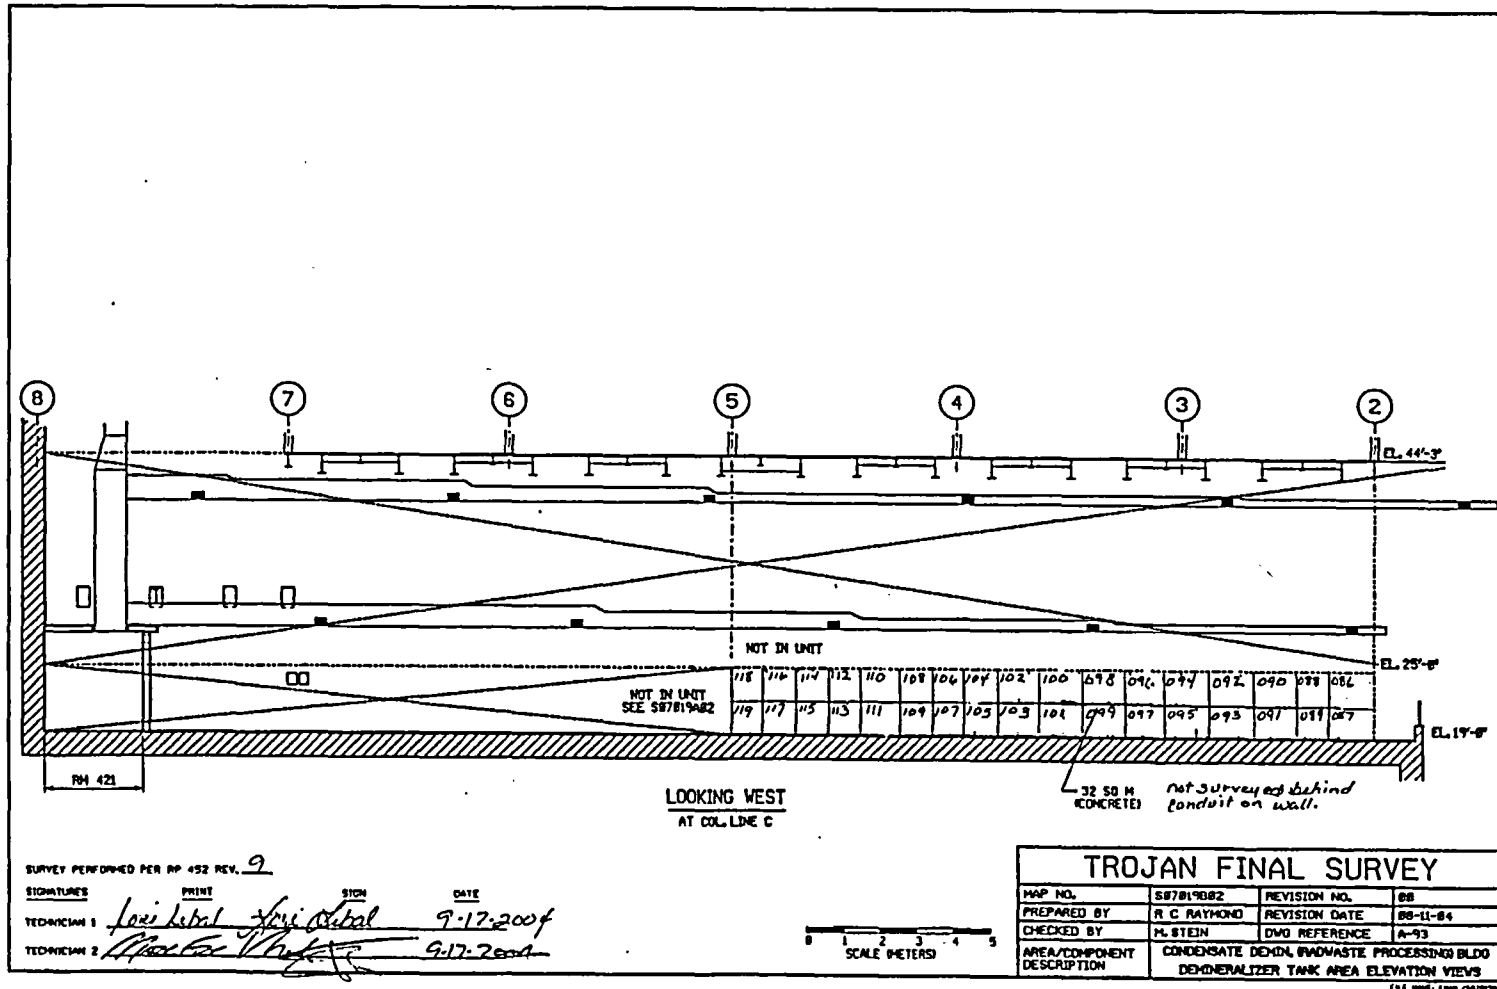 8 7 6 5 4 3 2
EL. 44'-3"
NOT IN UNIT
EL. 25'-0"
NOT IN UNIT
SEE S07019A02
118 116 114 112 110 108 106 104 102 100 098 096 094 092 090 088 086
119 117 115 113 111 109 107 105 103 101 099 097 095 093 091 089 087
EL. 19'-0"
RM 421
32 SQ M
(CONCRETE)
not surveyed behind
conduit on wall.
LOOKING WEST
AT COL. LINE C
SURVEY PERFORMED PER RP 452 REV. 9
SIGNATURES PRINT SIGN DATE
TECHNICIAN 1 9-17-2004
TECHNICIAN 2 9-17-2004
0 1 2 3 4 5
SCALE (METERS)
TROJAN FINAL SURVEY
MAP NO. S07019B02 REVISION NO. 00
PREPARED BY R C RAYMOND REVISION DATE 08-11-04
CHECKED BY M. STEIN DWG REFERENCE A-93
AREA/COMPONENT DESCRIPTION CONDENSATE DEMIN. (RADWASTE PROCESSING) BLDG
DEMINERALIZER TANK AREA ELEVATION VIEWS